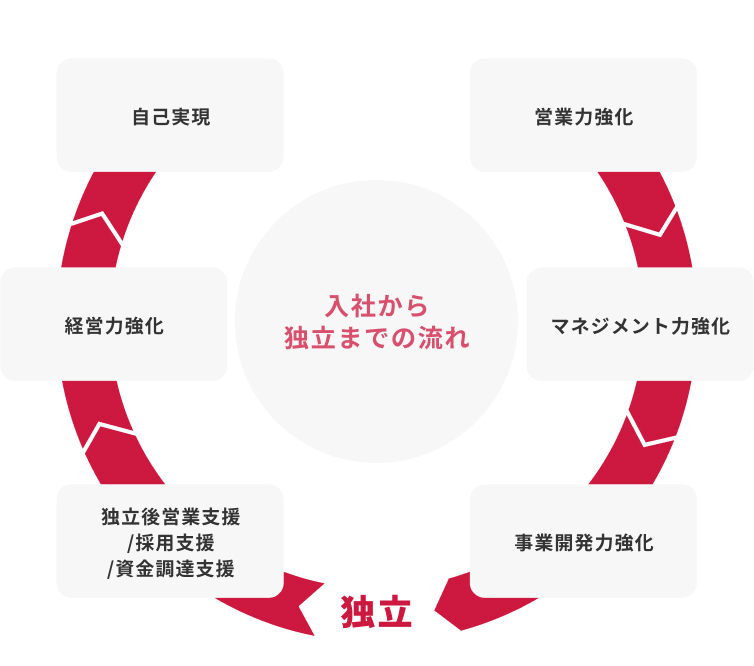 自己実現
営業力強化
入社から
独立までの流れ
経営力強化
マネジメント力強化
独立後営業支援
/採用支援
/資金調達支援
事業開発力強化
独立